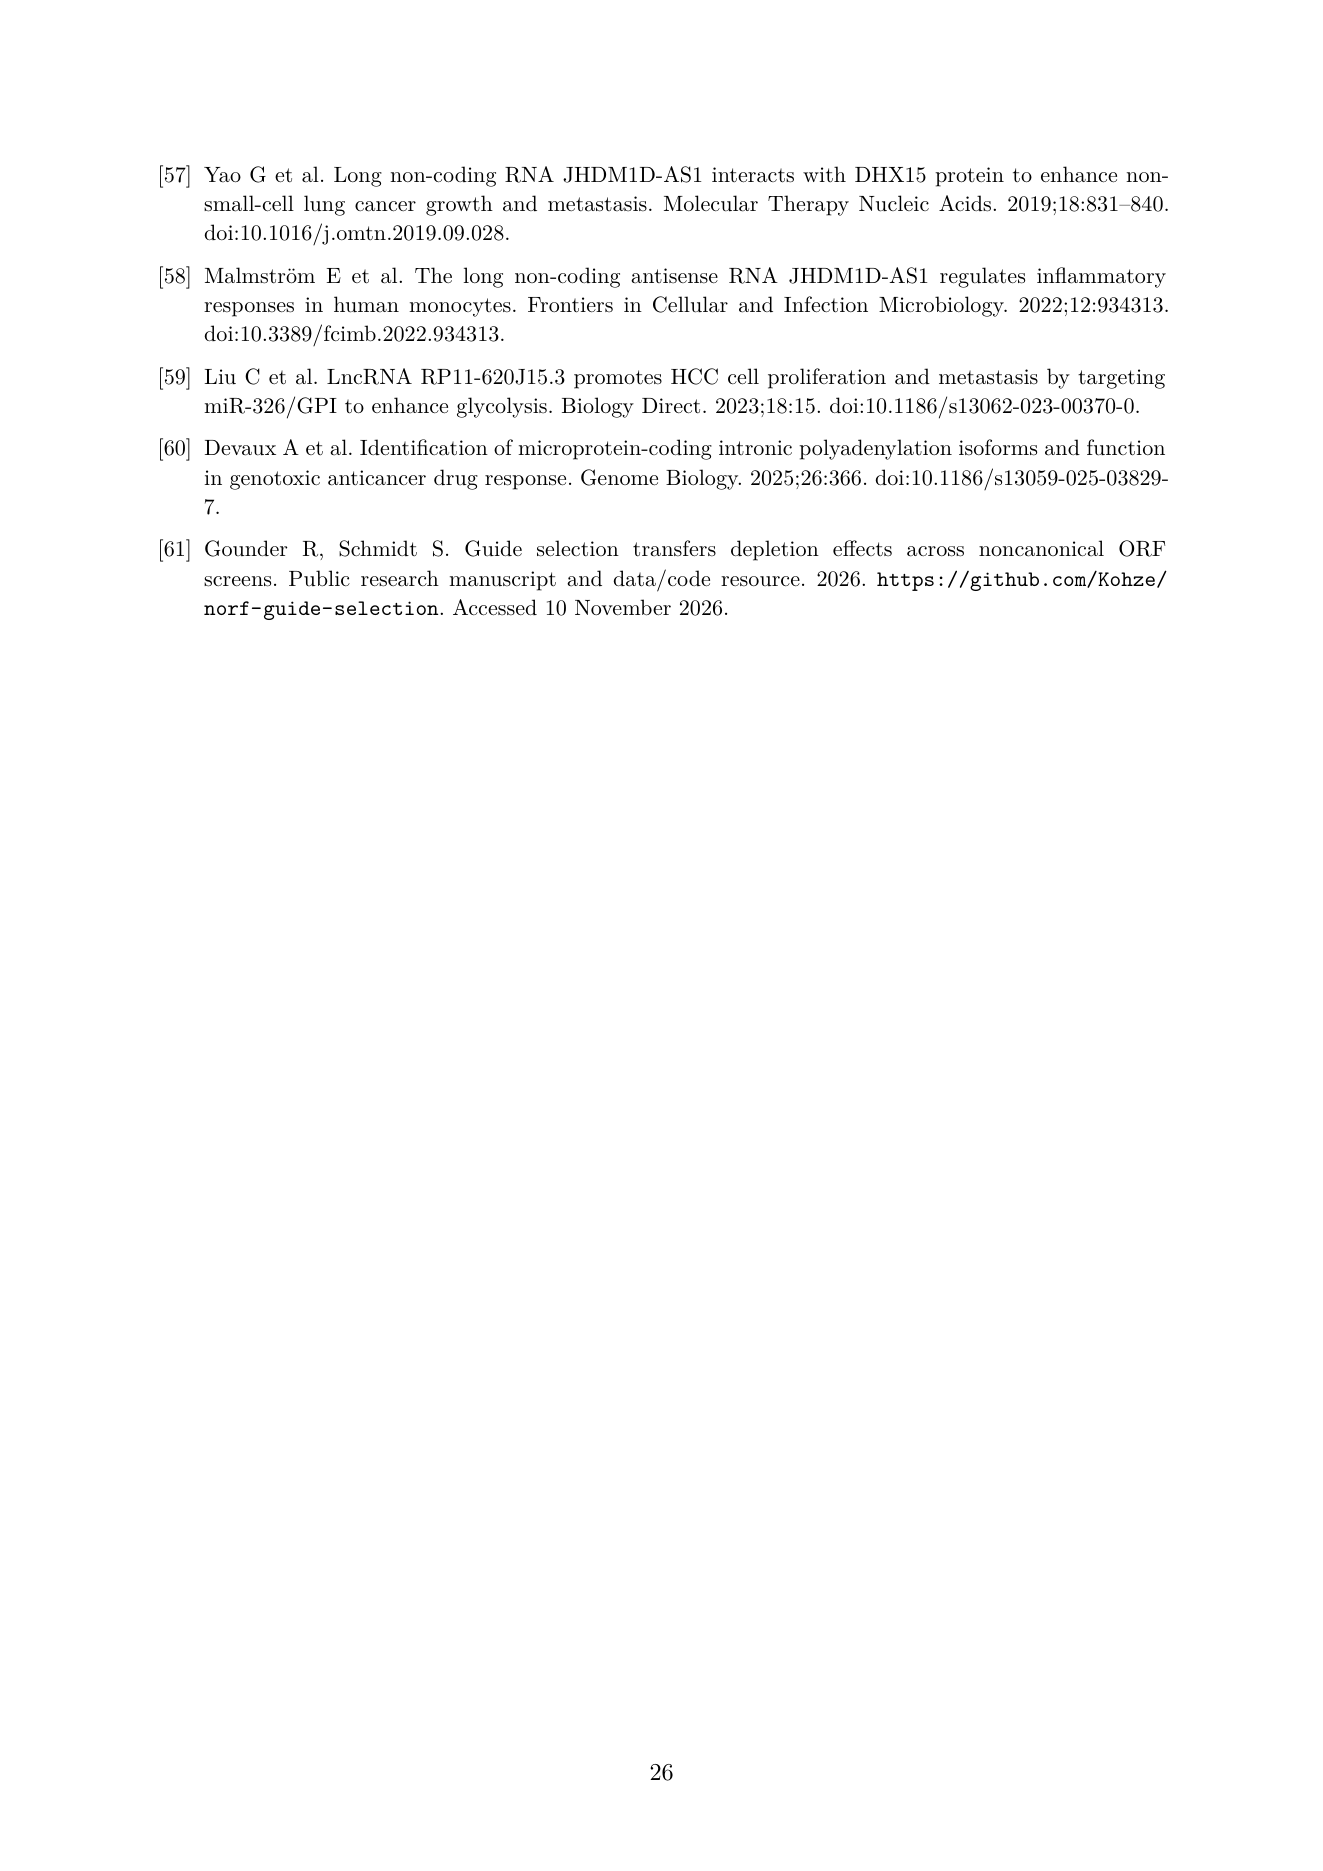 [57] Yao G et al. Long non-coding RNA JHDM1D-AS1 interacts with DHX15 protein to enhance non-
small-cell lung cancer growth and metastasis. Molecular Therapy Nucleic Acids. 2019;18:831–840.
doi:10.1016/j.omtn.2019.09.028.
[58] Malmström E et al. The long non-coding antisense RNA JHDM1D-AS1 regulates inflammatory
responses in human monocytes. Frontiers in Cellular and Infection Microbiology. 2022;12:934313.
doi:10.3389/fcimb.2022.934313.
[59] Liu C et al. LncRNA RP11-620J15.3 promotes HCC cell proliferation and metastasis by targeting
miR-326/GPI to enhance glycolysis. Biology Direct. 2023;18:15. doi:10.1186/s13062-023-00370-0.
[60] Devaux A et al. Identification of microprotein-coding intronic polyadenylation isoforms and function
in genotoxic anticancer drug response. Genome Biology. 2025;26:366. doi:10.1186/s13059-025-03829-
7.
[61] Gounder R, Schmidt S. Guide selection transfers depletion effects across noncanonical ORF
screens. Public research manuscript and data/code resource. 2026. https://github.com/Kohze/
norf-guide-selection. Accessed 10 November 2026.
26